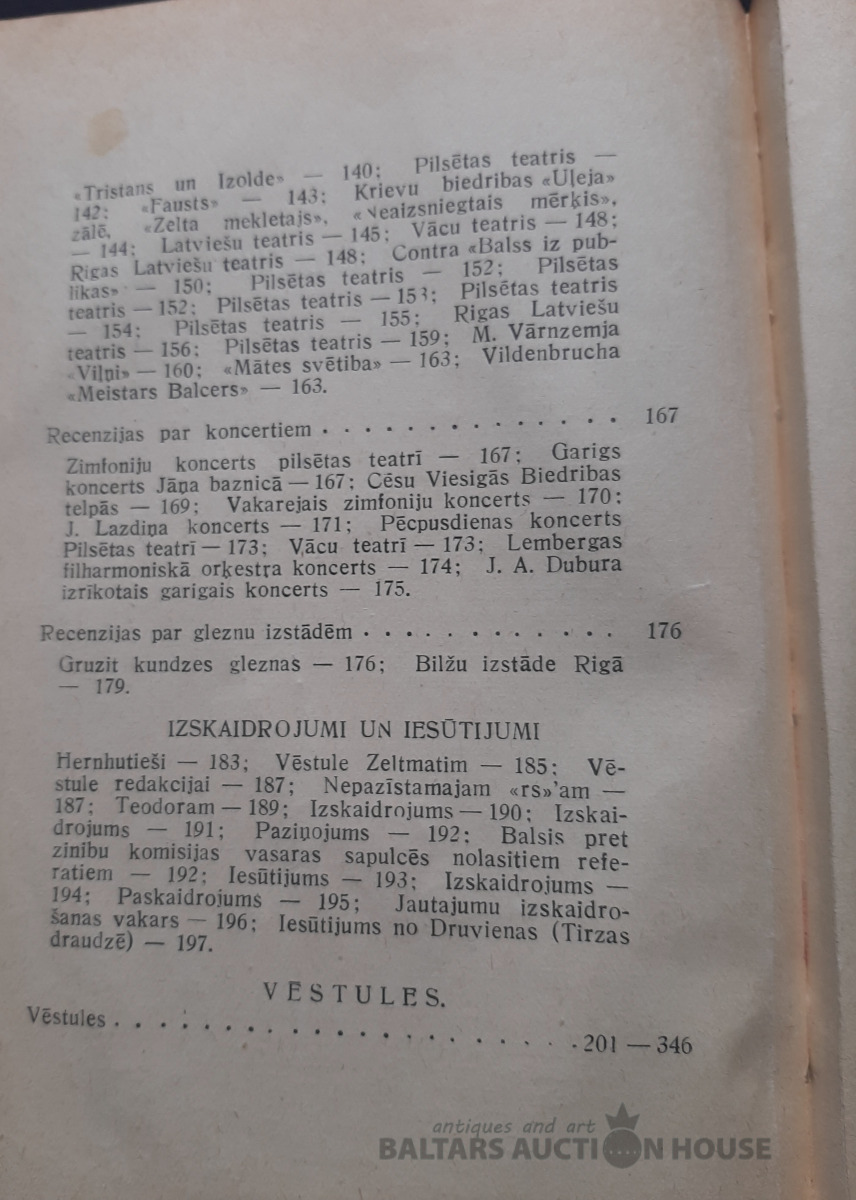 «Tristans un Izolde» — 140; Pilsētas teatris —
142; «Fausts» — 143; Krievu biedribas «Uļeja»
zālē, «Zelta mekletajs», «Neaizsniegtais mērķis»,
— 144; Latviešu teatris — 145; Vācu teatris — 148;
Rigas Latviešu teatris — 148; Contra «Balss iz pub-
likas» — 150; Pilsētas teatris — 152; Pilsētas
teatris — 152; Pilsētas teatris — 153; Pilsētas teatris
— 154; Pilsētas teatris — 155; Rigas Latviešu
teatris — 156; Pilsētas teatris — 159; M. Vārnzemja
«Viļņi» — 160; «Mātes svētiba» — 163; Vildenbrucha
«Meistars Balcers» — 163.
Recenzijas par koncertiem . . . . . . . . . . . . . . 167
Zimfoniju koncerts pilsētas teatrī — 167; Garigs
koncerts Jāņa baznicā — 167; Cēsu Viesigās Biedribas
telpās — 169; Vakarejais zimfoniju koncerts — 170;
J. Lazdiņa koncerts — 171; Pēcpusdienas koncerts
Pilsētas teatrī — 173; Vācu teatrī — 173; Lembergas
filharmoniskā orķestra koncerts — 174; J. A. Dubura
izrīkotais garigais koncerts — 175.
Recenzijas par gleznu izstādēm . . . . . . . . . . . . 176
Gruzit kundzes gleznas — 176; Bilžu izstāde Rigā
— 179.
IZSKAIDROJUMI UN IESŪTIJUMI
Hernhutieši — 183; Vēstule Zeltmatim — 185; Vē-
stule redakcijai — 187; Nepazīstamajam «rs»'am —
187; Teodoram — 189; Izskaidrojums — 190; Izskai-
drojums — 191; Paziņojums — 192; Balsis pret
zinibu komisijas vasaras sapulcēs nolasitiem refe-
ratiem — 192; Iesūtijums — 193; Izskaidrojums —
194; Paskaidrojums — 195; Jautajumu izskaidro-
šanas vakars — 196; Iesūtijums no Druvienas (Tirzas
draudzē) — 197.
VĒSTULES.
Vēstules . . . . . . . . . . . . . . . . . . . . 201 — 346
antiques and art
BALTARS AUCTION HOUSE